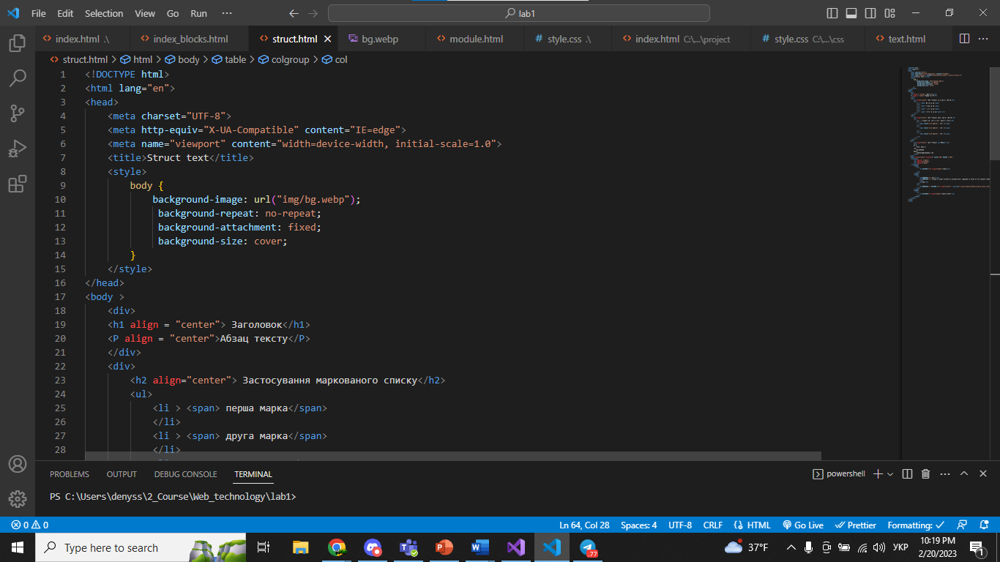 File Edit Selection View Go Run ··· lab1
index.html .\ index_blocks.html struct.html bg.webp module.html style.css .\ index.html C:\...\project style.css C:\...\css text.html
struct.html > html > body > table > colgroup > col
1 <!DOCTYPE html>
2 <html lang="en">
3 <head>
4 <meta charset="UTF-8">
5 <meta http-equiv="X-UA-Compatible" content="IE=edge">
6 <meta name="viewport" content="width=device-width, initial-scale=1.0">
7 <title>Struct text</title>
8 <style>
9 body {
10 background-image: url("img/bg.webp");
11 background-repeat: no-repeat;
12 background-attachment: fixed;
13 background-size: cover;
14 }
15 </style>
16 </head>
17 <body >
18 <div>
19 <h1 align = "center"> Заголовок</h1>
20 <P align = "center">Абзац тексту</P>
21 </div>
22 <div>
23 <h2 align="center"> Застосування маркованого списку</h2>
24 <ul>
25 <li > <span> перша марка</span>
26 </li>
27 <li > <span> друга марка</span>
28 </li>
PROBLEMS OUTPUT DEBUG CONSOLE TERMINAL powershell
PS C:\Users\denyss\2_Course\Web_technology\lab1>
0 0 Ln 64, Col 28 Spaces: 4 UTF-8 CRLF HTML Go Live Prettier Formatting: ✓
Type here to search 77 37°F УКР 10:19 PM
2/20/2023 1